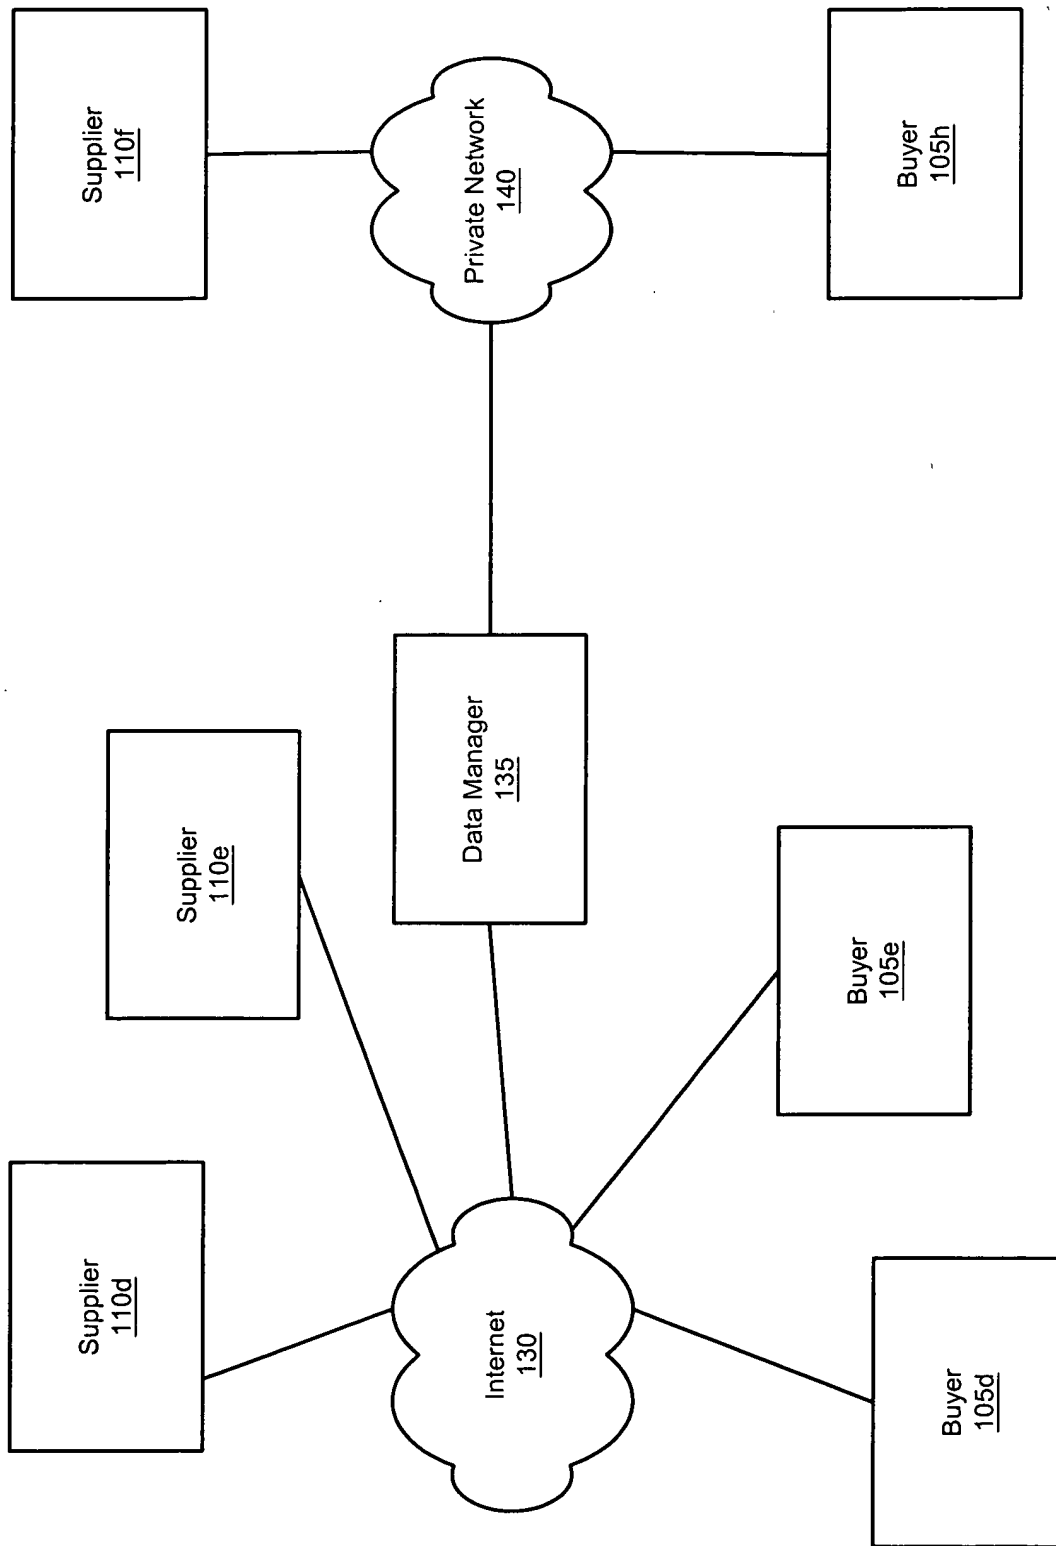 Supplier
110d
Supplier
110e
Supplier
110f
Internet
130
Data Manager
135
Private Network
140
Buyer
105d
Buyer
105e
Buyer
105h